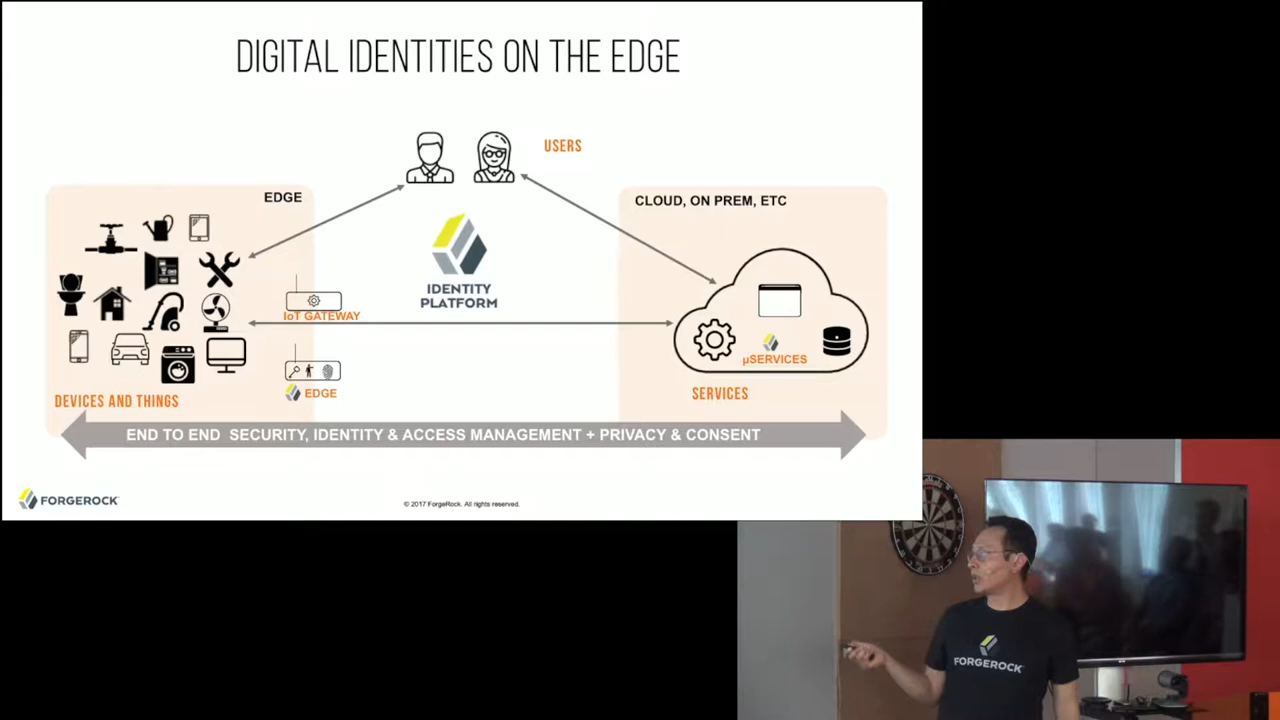 DIGITAL IDENTITIES ON THE EDGE
USERS
EDGE
CLOUD, ON PREM, ETC
IDENTITY
PLATFORM
IoT GATEWAY
µSERVICES
EDGE
SERVICES
DEVICES AND THINGS
END TO END SECURITY, IDENTITY & ACCESS MANAGEMENT + PRIVACY & CONSENT
FORGEROCK
© 2017 ForgeRock. All rights reserved.
FORGEROCK